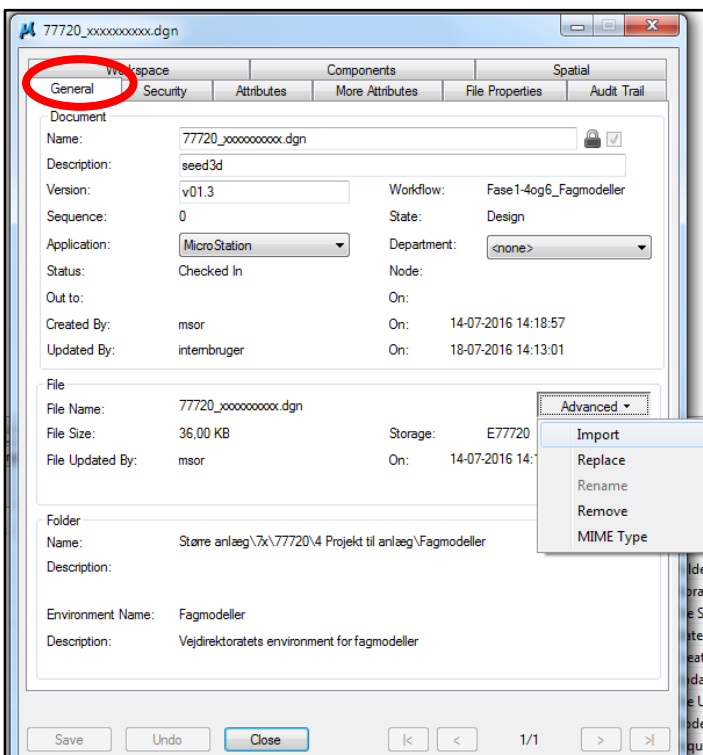 77720_xxxxxxxxxx.dgn
Workspace Components Spatial
General Security Attributes More Attributes File Properties Audit Trail
Document
Name: 77720_xxxxxxxxxx.dgn
Description: seed3d
Version: v01.3 Workflow: Fase1-4og6_Fagmodeller
Sequence: 0 State: Design
Application: MicroStation Department: <none>
Status: Checked In Node:
Out to: On:
Created By: msor On: 14-07-2016 14:18:57
Updated By: internbruger On: 18-07-2016 14:13:01
File
File Name: 77720_xxxxxxxxxx.dgn Advanced
File Size: 36,00 KB Storage: E77720 Import
File Updated By: msor On: 14-07-2016 Replace
Rename
Remove
MIME Type
Folder
Name: Større anlæg\7x\77720\4 Projekt til anlæg\Fagmodeller
Description:
Environment Name: Fagmodeller
Description: Vejdirektoratets environment for fagmodeller
Save Undo Close |< < 1/1 > >|